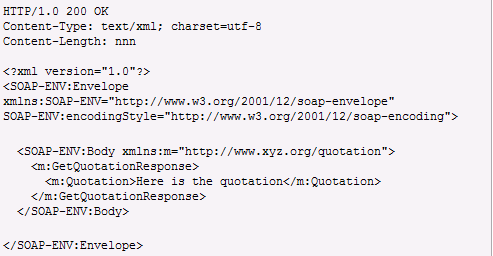 HTTP/1.0 200 OK
Content-Type: text/xml; charset=utf-8
Content-Length: nnn
<?xml version="1.0"?>
<SOAP-ENV:Envelope
xmlns:SOAP-ENV="http://www.w3.org/2001/12/soap-envelope"
SOAP-ENV:encodingStyle="http://www.w3.org/2001/12/soap-encoding">
<SOAP-ENV:Body xmlns:m="http://www.xyz.org/quotation">
<m:GetQuotationResponse>
<m:Quotation>Here is the quotation</m:Quotation>
</m:GetQuotationResponse>
</SOAP-ENV:Body>
</SOAP-ENV:Envelope>